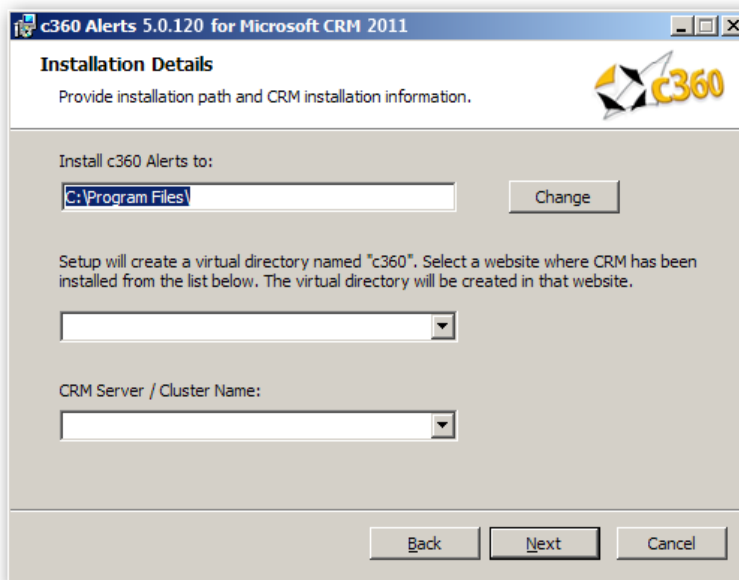 c360 Alerts 5.0.120 for Microsoft CRM 2011
Installation Details
Provide installation path and CRM installation information.
c360
Install c360 Alerts to:
C:\Program Files\
Change
Setup will create a virtual directory named "c360". Select a website where CRM has been
installed from the list below. The virtual directory will be created in that website.
CRM Server / Cluster Name:
Back
Next
Cancel